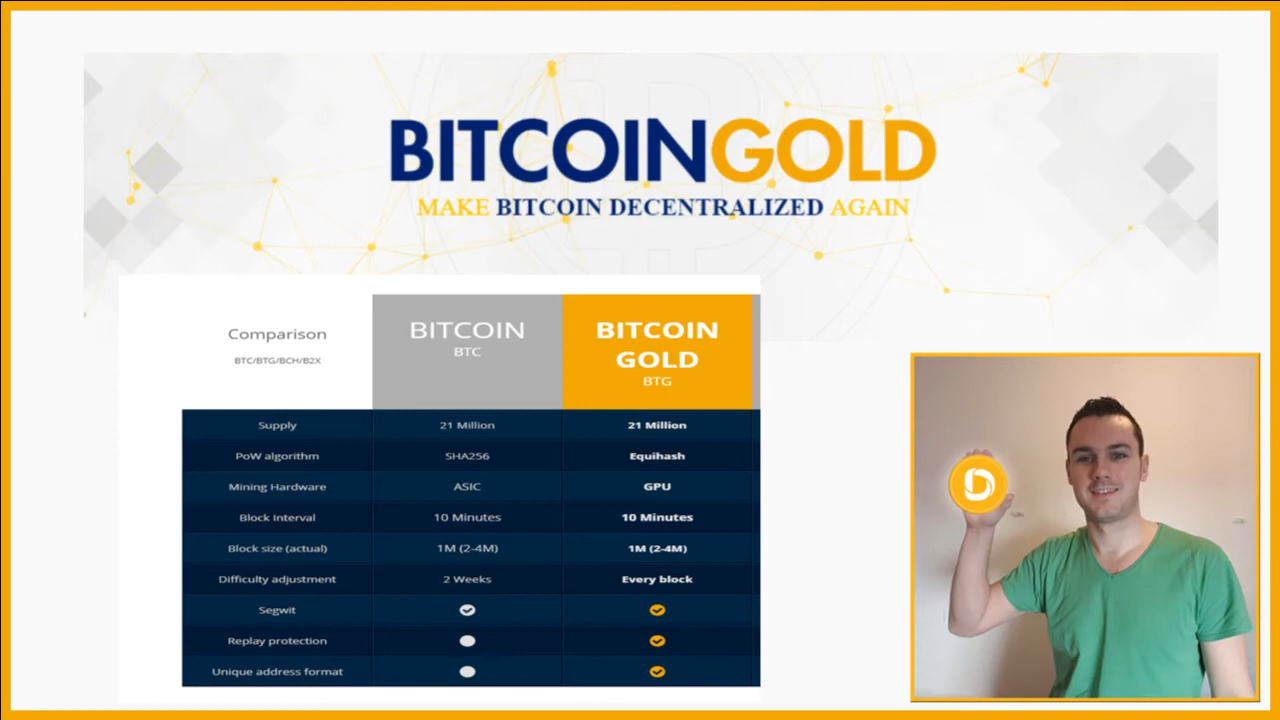 BITCOINGOLD
MAKE BITCOIN DECENTRALIZED AGAIN
Comparison BITCOIN BITCOIN
GOLD
BTC/BTG/BCH/B2X BTC BTG
Supply 21 Million 21 Million
PoW algorithm SHA256 Equihash
Mining Hardware ASIC GPU
Block Interval 10 Minutes 10 Minutes
Block size (actual) 1M (2-4M) 1M (2-4M)
Difficulty adjustment 2 Weeks Every block
Segwit
Replay protection
Unique address format